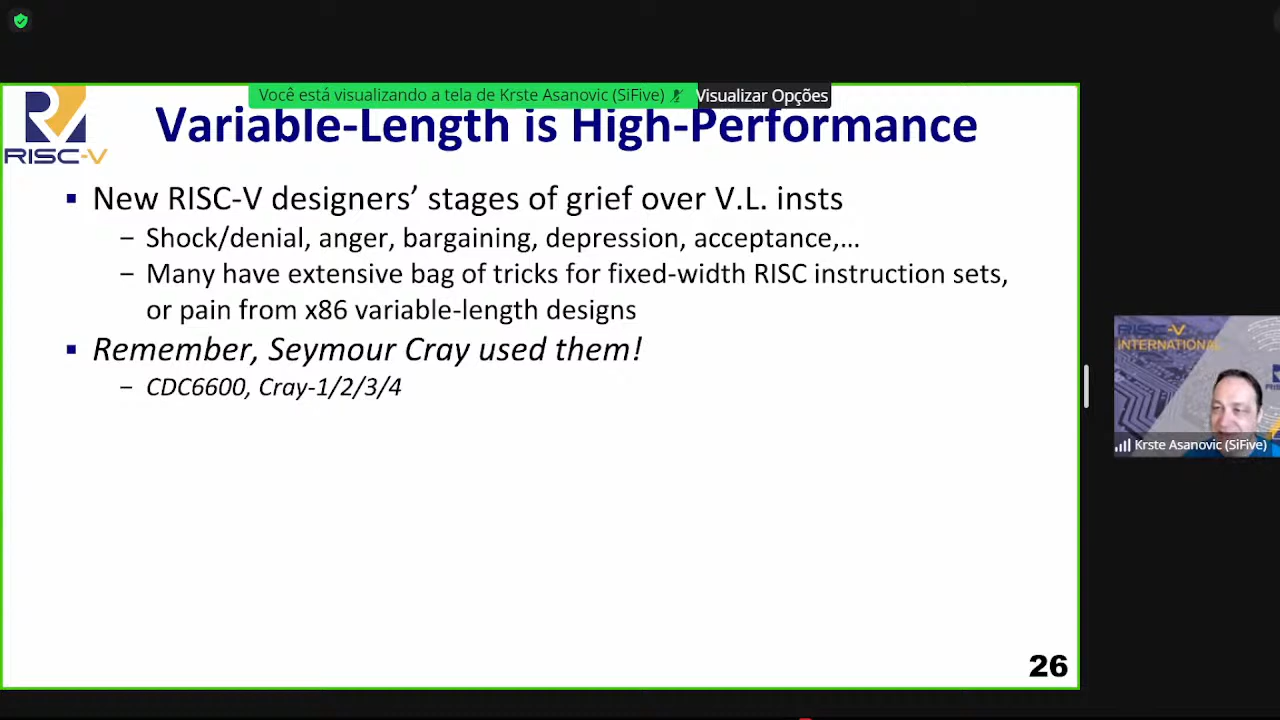 Você está visualizando a tela de Krste Asanovic (SiFive)
Visualizar Opções
RISC-V
Variable-Length is High-Performance
▪ New RISC-V designers’ stages of grief over V.L. insts
– Shock/denial, anger, bargaining, depression, acceptance,…
– Many have extensive bag of tricks for fixed-width RISC instruction sets,
or pain from x86 variable-length designs
▪ Remember, Seymour Cray used them!
– CDC6600, Cray-1/2/3/4
26
RISC-V
INTERNATIONAL
Krste Asanovic (SiFive)